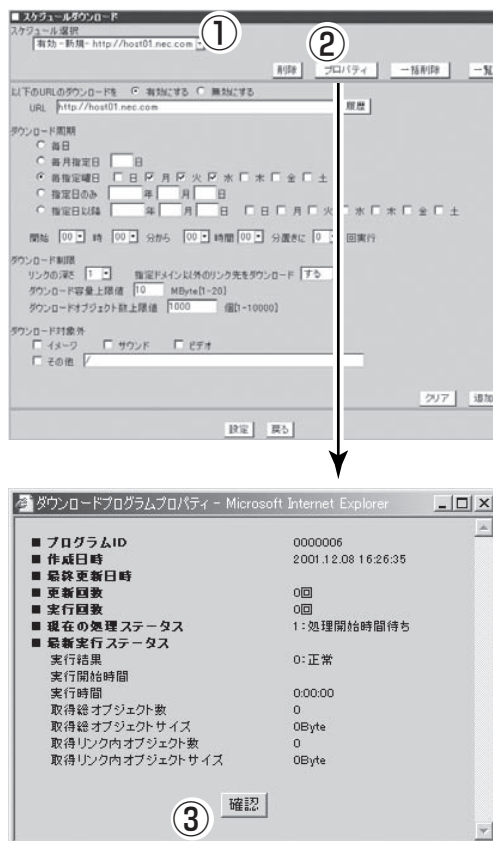 ■ スケジュールダウンロード
スケジュール選択
有効-新規- http://host01.nec.com ①
②
削除 プロパティ 一括削除 一覧
以下のURLのダウンロードを 有効にする 無効にする
URL http://host01.nec.com 履歴
ダウンロード周期
毎日
毎月指定日 日
毎指定曜日 日 月 火 水 木 金 土
指定日のみ 年 月 日
指定日以降 年 月 日 日 月 火 水 木 金 土
開始 00 時 00 分から 00 時間 00 分置きに 0 回実行
ダウンロード制限
リンクの深さ 1 指定ドメイン以外のリンク先をダウンロード する
ダウンロード容量上限値 10 MByte[1-20]
ダウンロードオブジェクト数上限値 1000 個[1-10000]
ダウンロード対象外
イメージ サウンド ビデオ
その他 /
クリア 追加
設定 戻る
ダウンロードプログラムプロパティ - Microsoft Internet Explorer
■ プログラムID 0000006
■ 作成日時 2001.12.08 16:26:35
■ 最終更新日時
■ 更新回数 0回
■ 実行回数 0回
■ 現在の処理ステータス 1:処理開始時間待ち
■ 最新実行ステータス
実行結果 0:正常
実行開始時間
実行時間 0:00:00
取得総オブジェクト数 0
取得総オブジェクトサイズ 0Byte
取得リンク内オブジェクト数 0
取得リンク内オブジェクトサイズ 0Byte
③ 確認